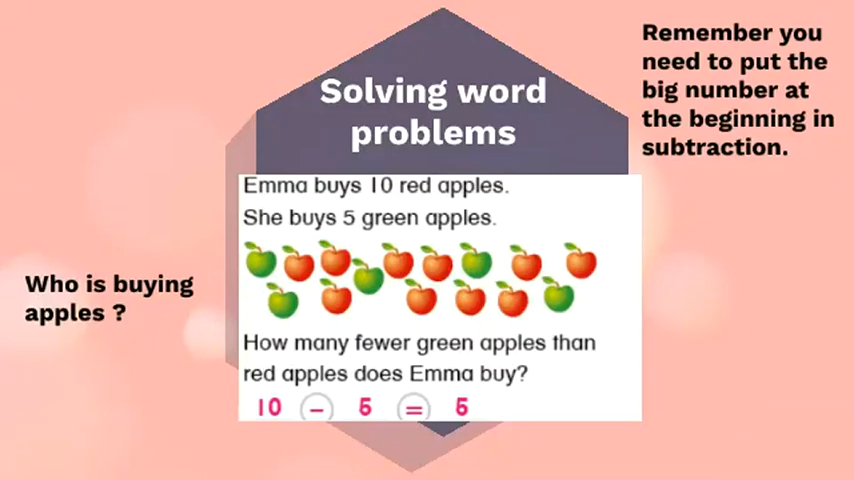 Solving word
problems
Remember you
need to put the
big number at
the beginning in
subtraction.
Emma buys 10 red apples.
She buys 5 green apples.
Who is buying
apples ?
How many fewer green apples than
red apples does Emma buy?
10 − 5 = 5